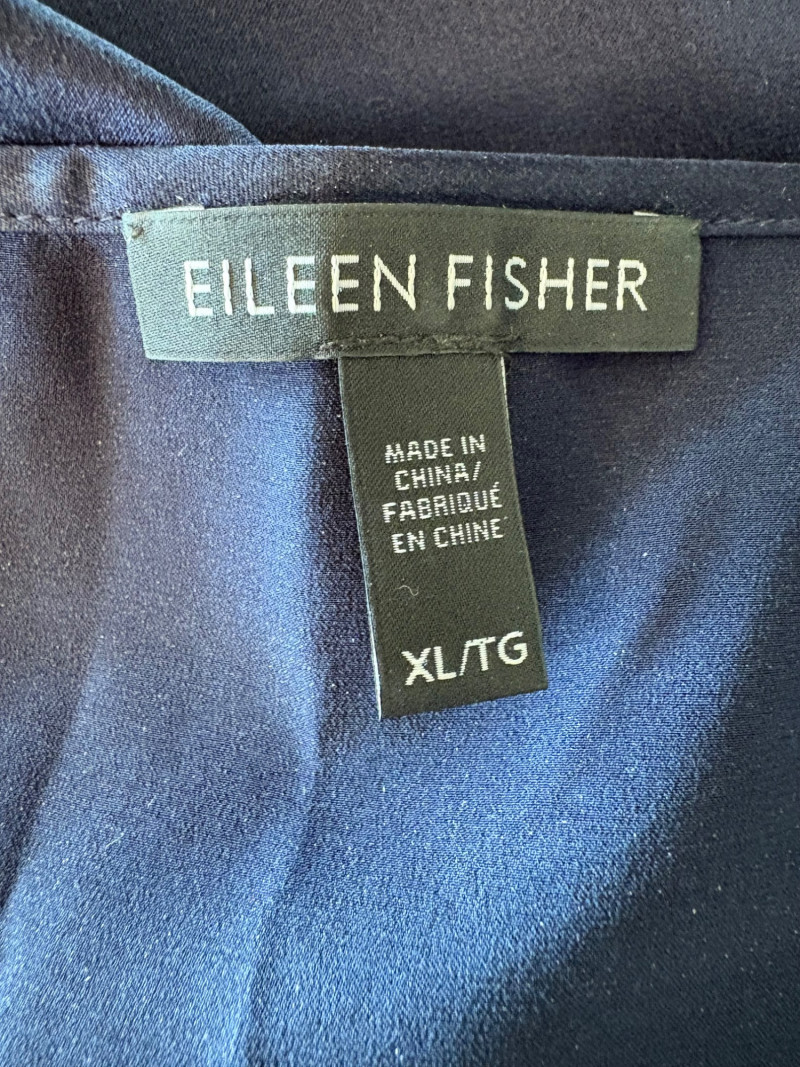 EILEEN FISHER
MADE IN
CHINA/
FABRIQUÉ
EN CHINE
XL/TG